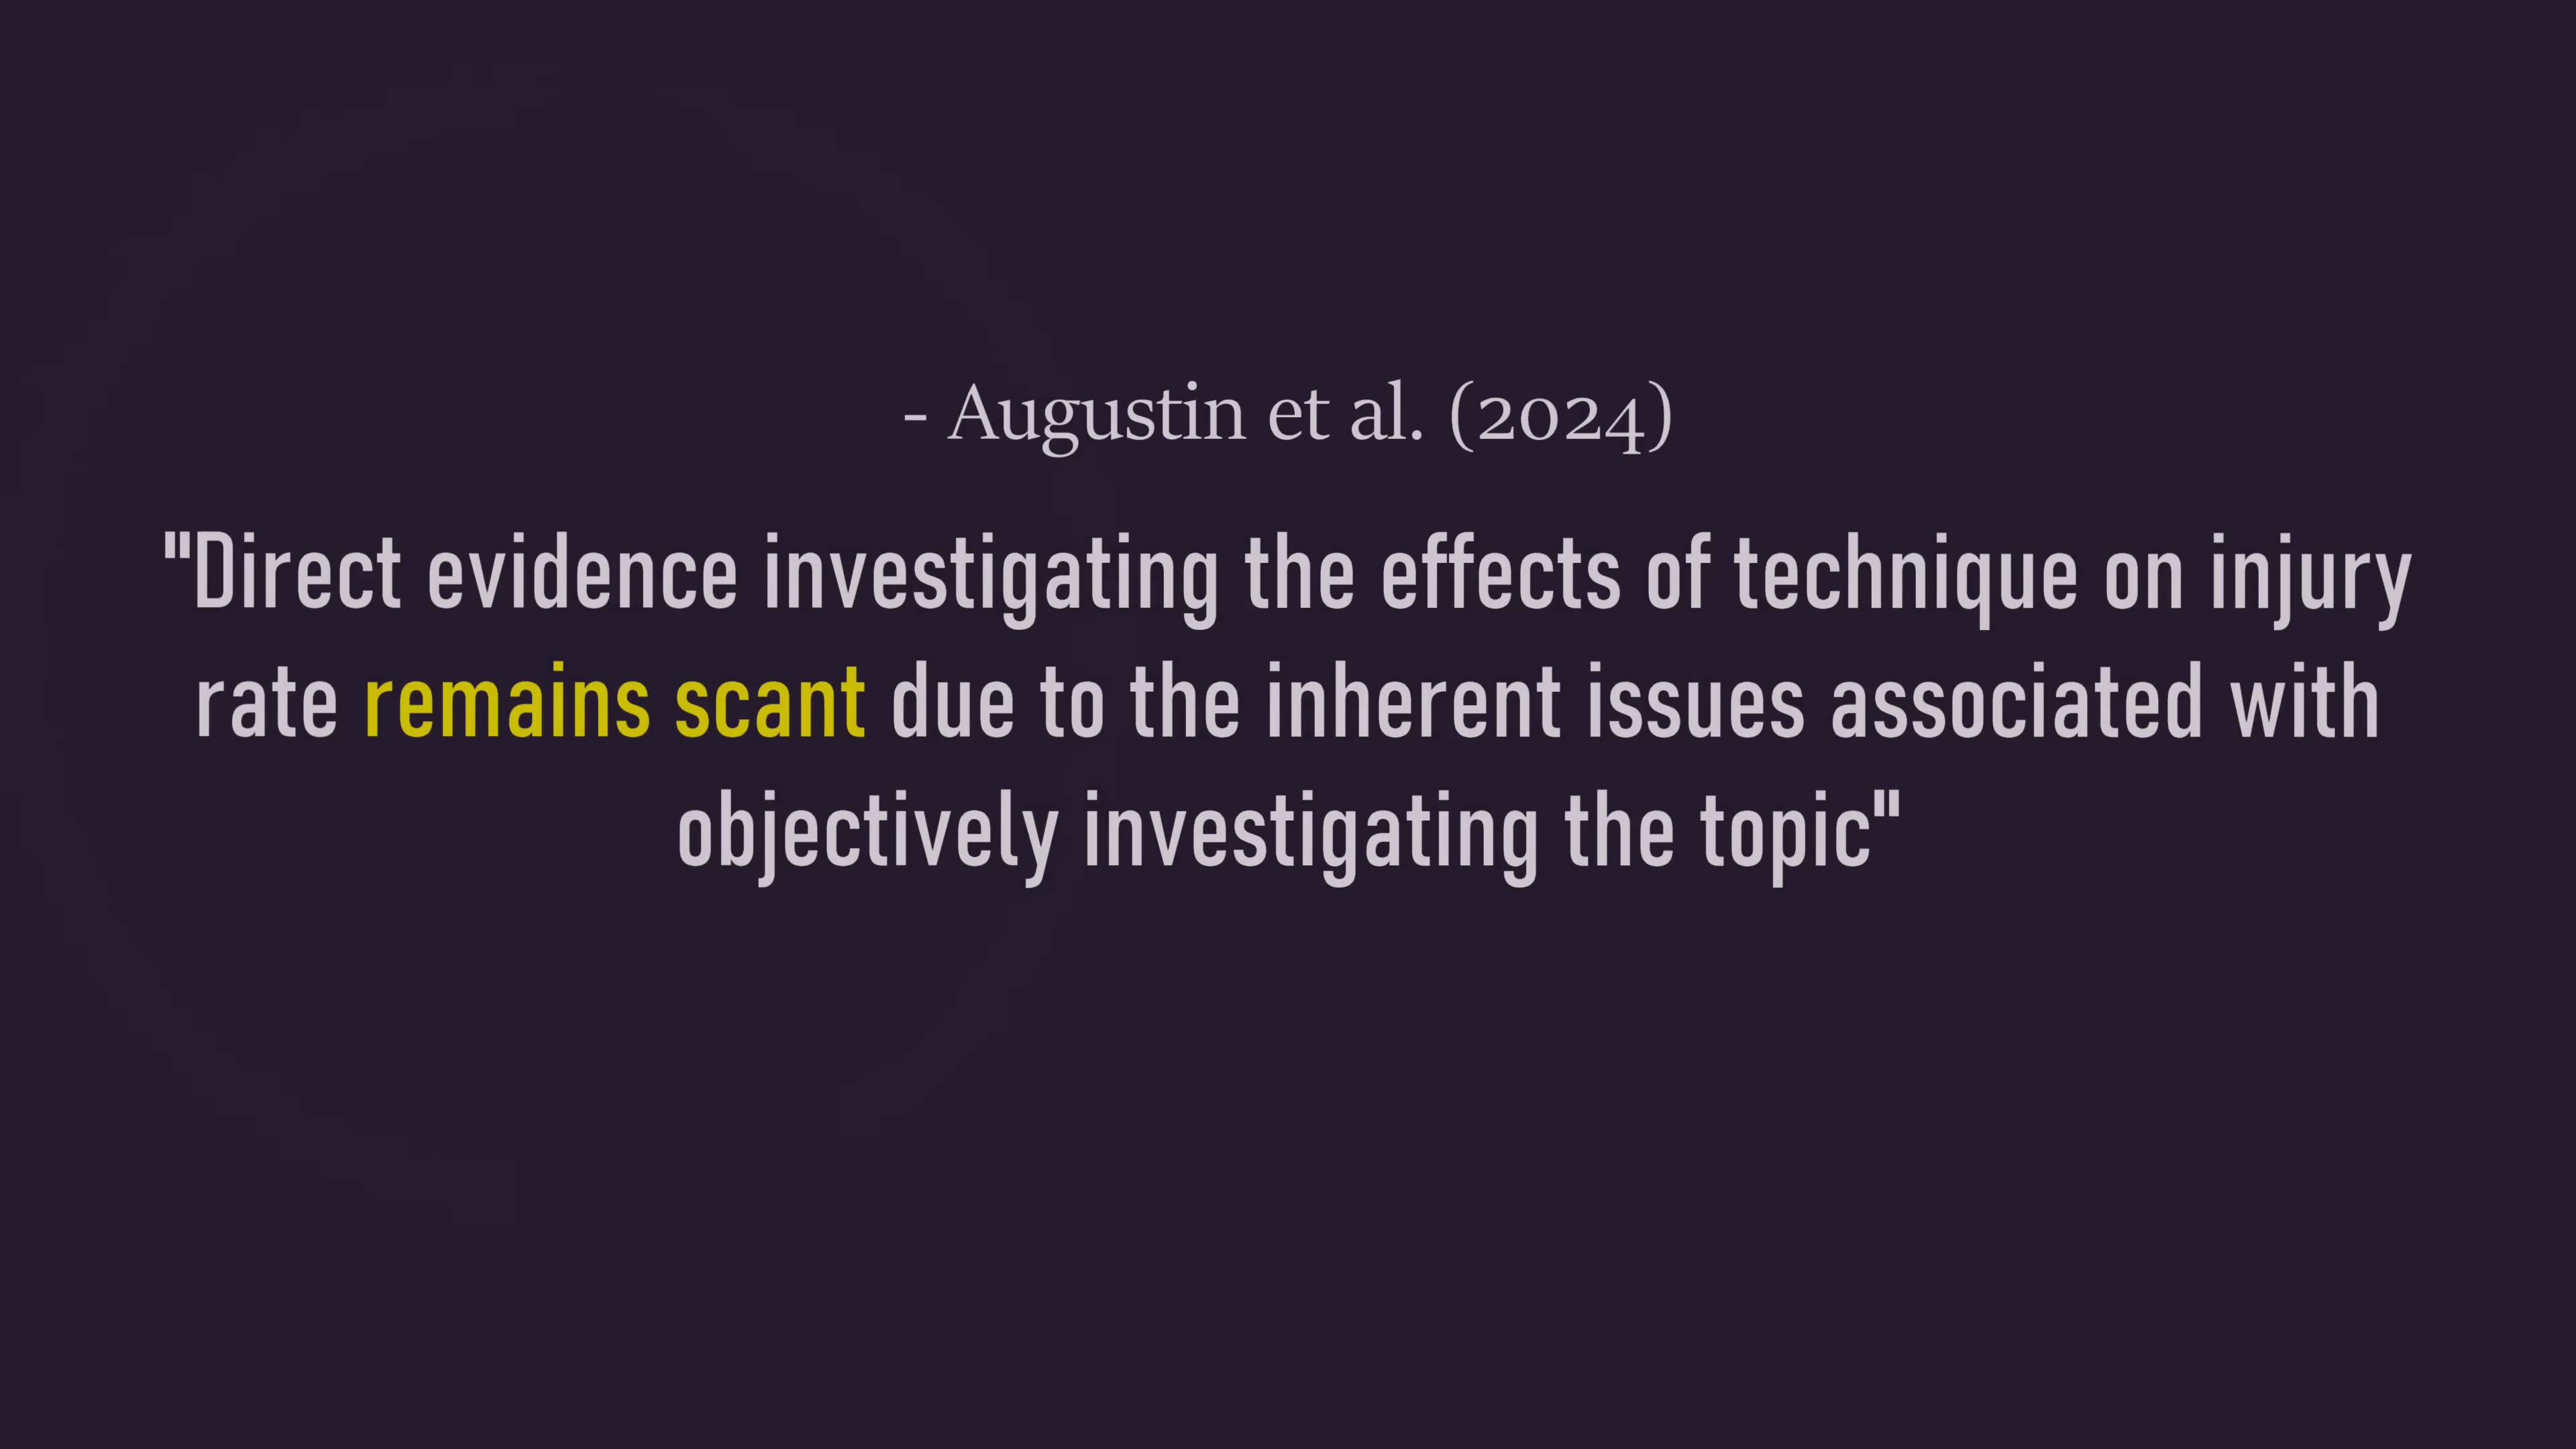 - Augustin et al. (2024)
"Direct evidence investigating the effects of technique on injury
rate remains scant due to the inherent issues associated with
objectively investigating the topic"